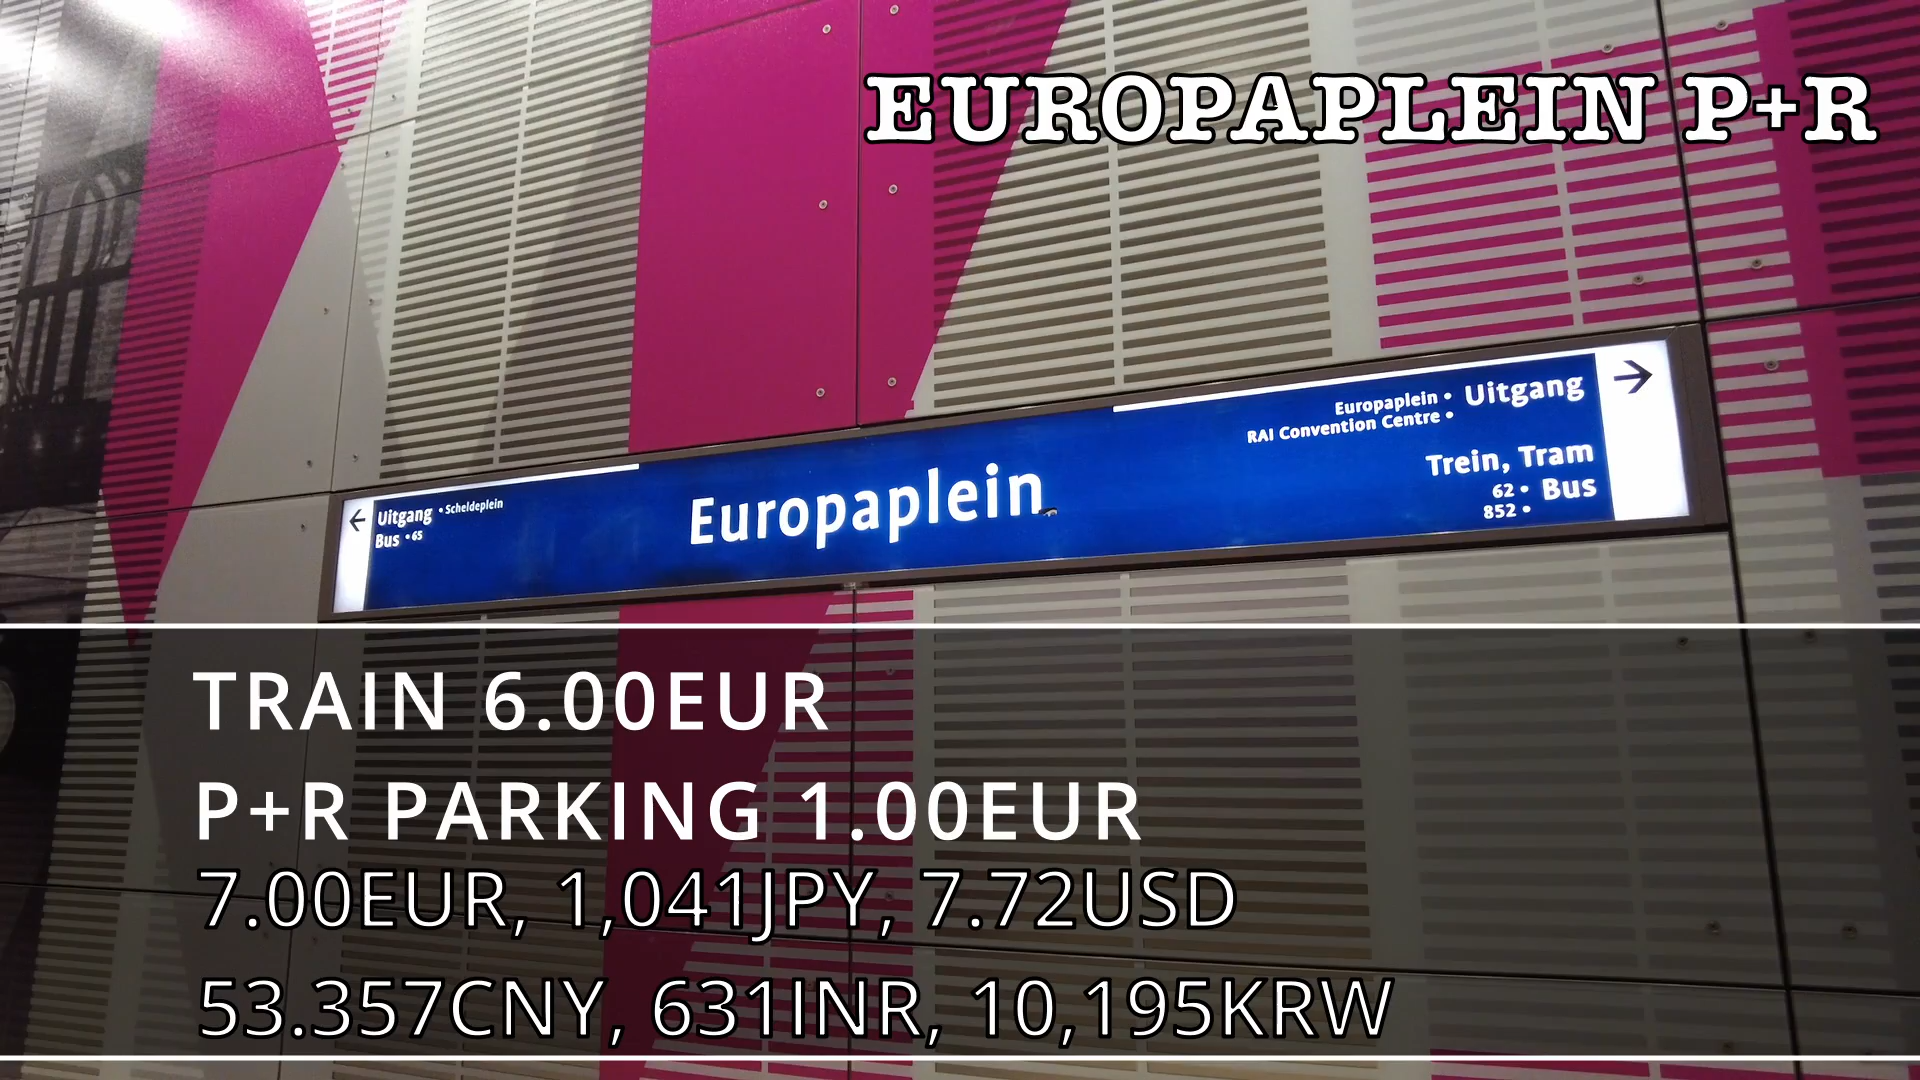 EUROPAPLEIN P+R
Uitgang • Scheldeplein
Bus • 65
Europaplein
Europaplein • Uitgang
RAI Convention Centre •
Trein, Tram
62 • Bus
852 •
TRAIN 6.00EUR
P+R PARKING 1.00EUR
7.00EUR, 1,041JPY, 7.72USD
53.357CNY, 631INR, 10,195KRW